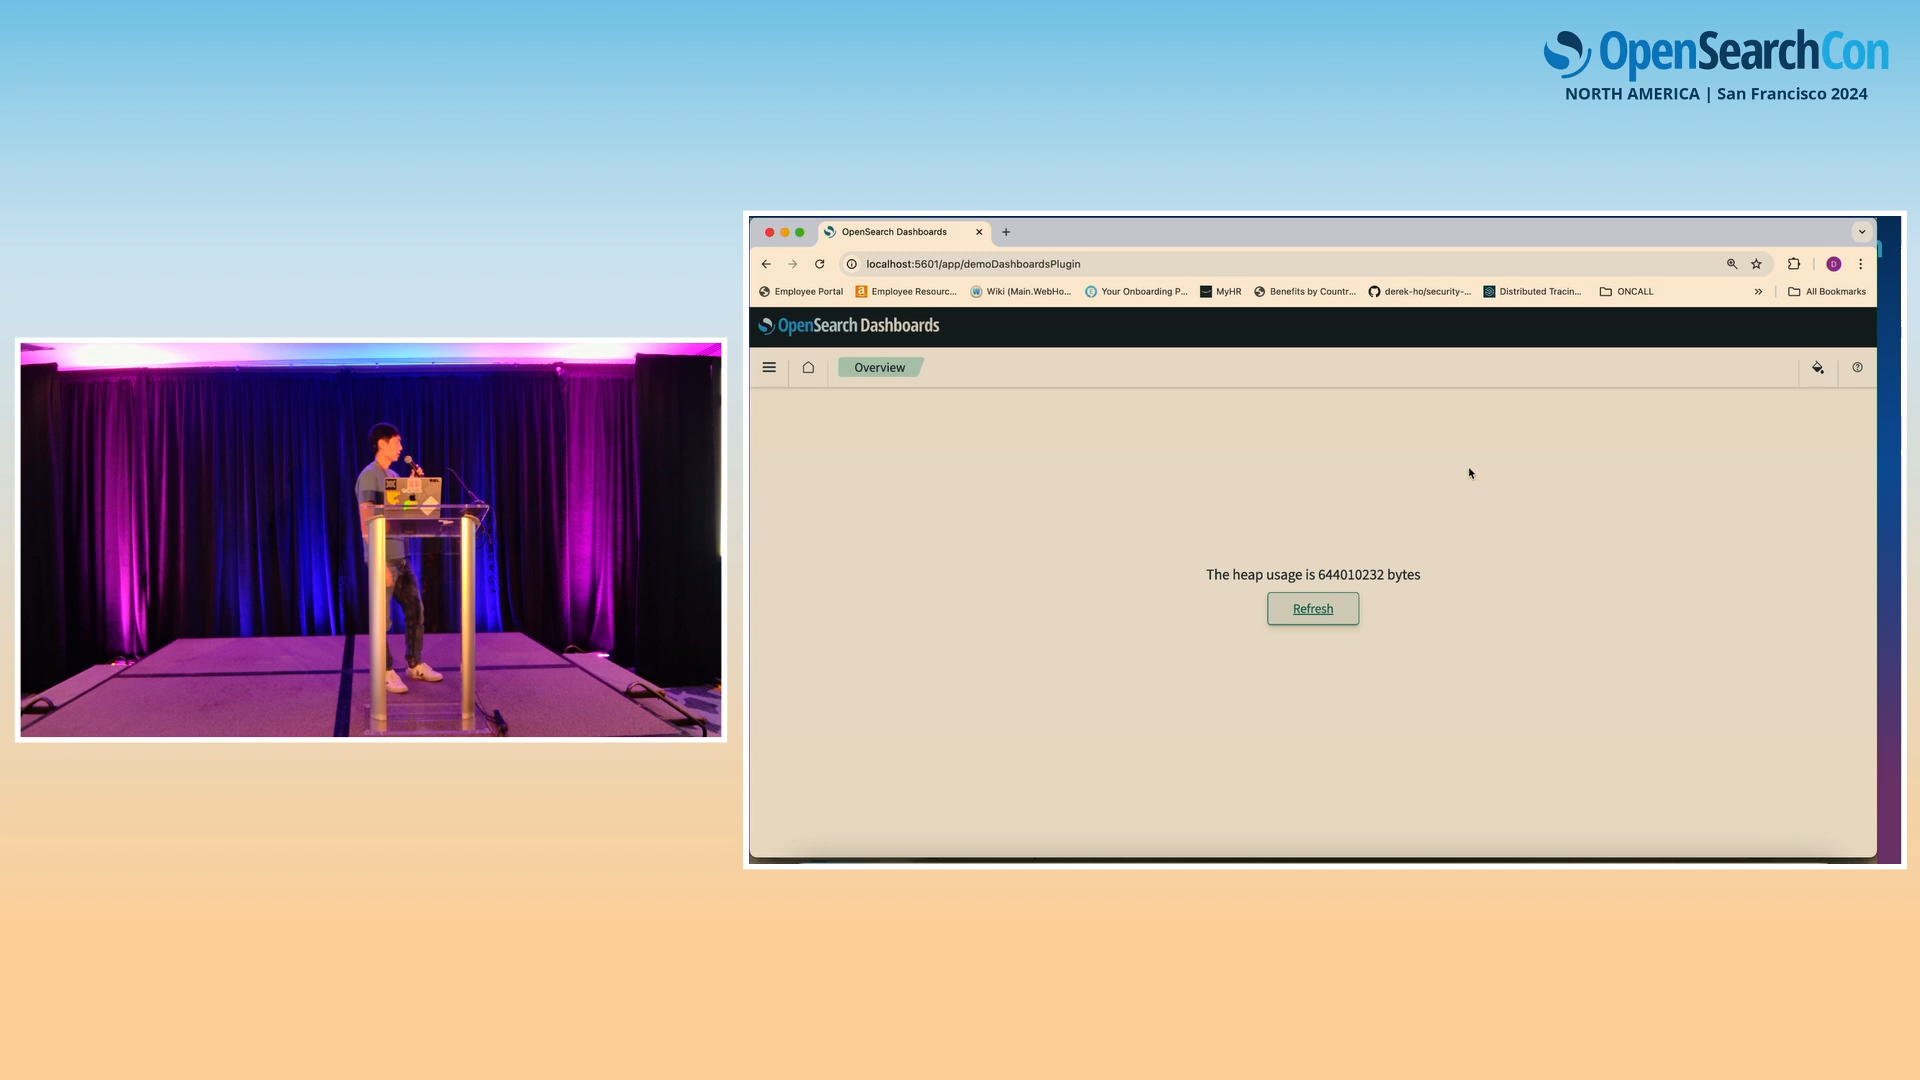 OpenSearchCon
NORTH AMERICA | San Francisco 2024
OpenSearch Dashboards
localhost:5601/app/demoDashboardsPlugin
D
Employee Portal
Employee Resourc...
Wiki (Main.WebHo...
Your Onboarding P...
MyHR
Benefits by Countr...
derek-ho/security-...
Distributed Tracin...
ONCALL
All Bookmarks
OpenSearch Dashboards
Overview
The heap usage is 644010232 bytes
Refresh